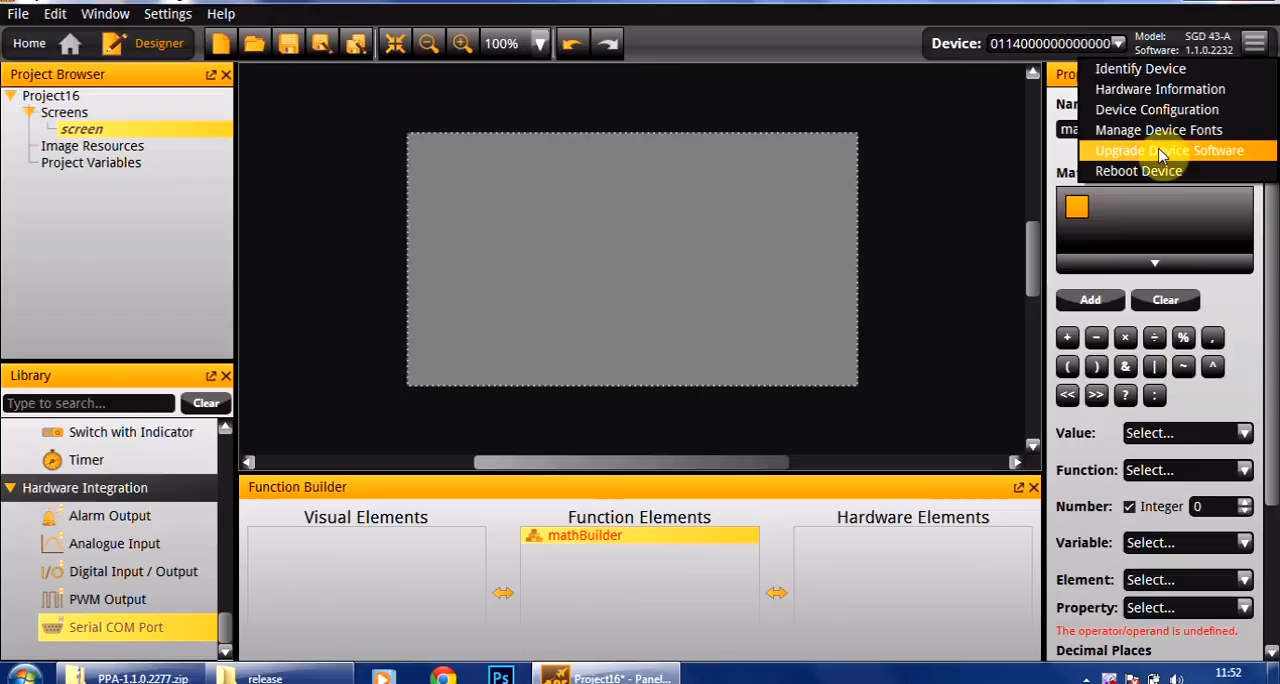 File Edit Window Settings Help
Home Designer 100% Device: 0114000000000000 Model: SGD 43-A
Software: 1.1.0.2232
Project Browser
Project16
Screens
screen
Image Resources
Project Variables
Identify Device
Hardware Information
Device Configuration
Manage Device Fonts
Upgrade Device Software
Reboot Device
Library
Type to search... Clear
Switch with Indicator
Timer
Hardware Integration
Alarm Output
Analogue Input
Digital Input / Output
PWM Output
Serial COM Port
Function Builder
Visual Elements Function Elements Hardware Elements
mathBuilder
Add Clear
+ − × ÷ % ,
( ) & | ~ ^
<< >> ? :
Value: Select...
Function: Select...
Number: Integer 0
Variable: Select...
Element: Select...
Property: Select...
The operator/operand is undefined.
Decimal Places
PPA-1.1.0.2277.zip release Ps Project16* - Panel... 11:52